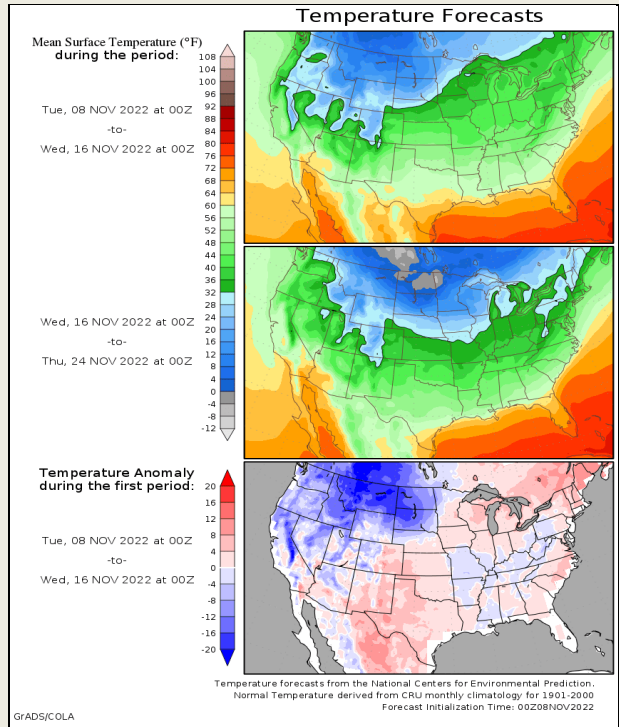 Temperature Forecasts
Mean Surface Temperature (°F)
during the period:
Tue, 08 NOV 2022 at 00Z
-to-
Wed, 16 NOV 2022 at 00Z
108
104
100
96
92
88
84
80
76
72
68
64
60
56
52
48
44
40
36
32
28
24
20
16
12
8
4
0
-4
-8
-12
Wed, 16 NOV 2022 at 00Z
-to-
Thu, 24 NOV 2022 at 00Z
Temperature Anomaly
during the first period:
Tue, 08 NOV 2022 at 00Z
-to-
Wed, 16 NOV 2022 at 00Z
20
16
12
8
4
0
-4
-8
-12
-16
-20
Temperature forecasts from the National Centers for Environmental Prediction.
Normal Temperature derived from CRU monthly climatology for 1901-2000
Forecast Initialization Time: 00Z08NOV2022
GrADS/COLA